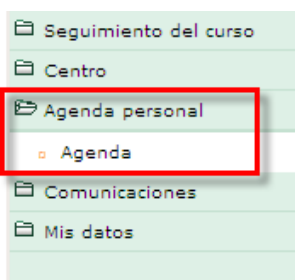 Seguimiento del curso
Centro
Agenda personal
Agenda
Comunicaciones
Mis datos